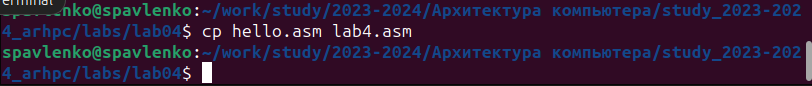 erminal
spavlenko@spavlenko:~/work/study/2023-2024/Архитектура компьютера/study_2023-202
4_arhpc/labs/lab04$ cp hello.asm lab4.asm
spavlenko@spavlenko:~/work/study/2023-2024/Архитектура компьютера/study_2023-202
4_arhpc/labs/lab04$